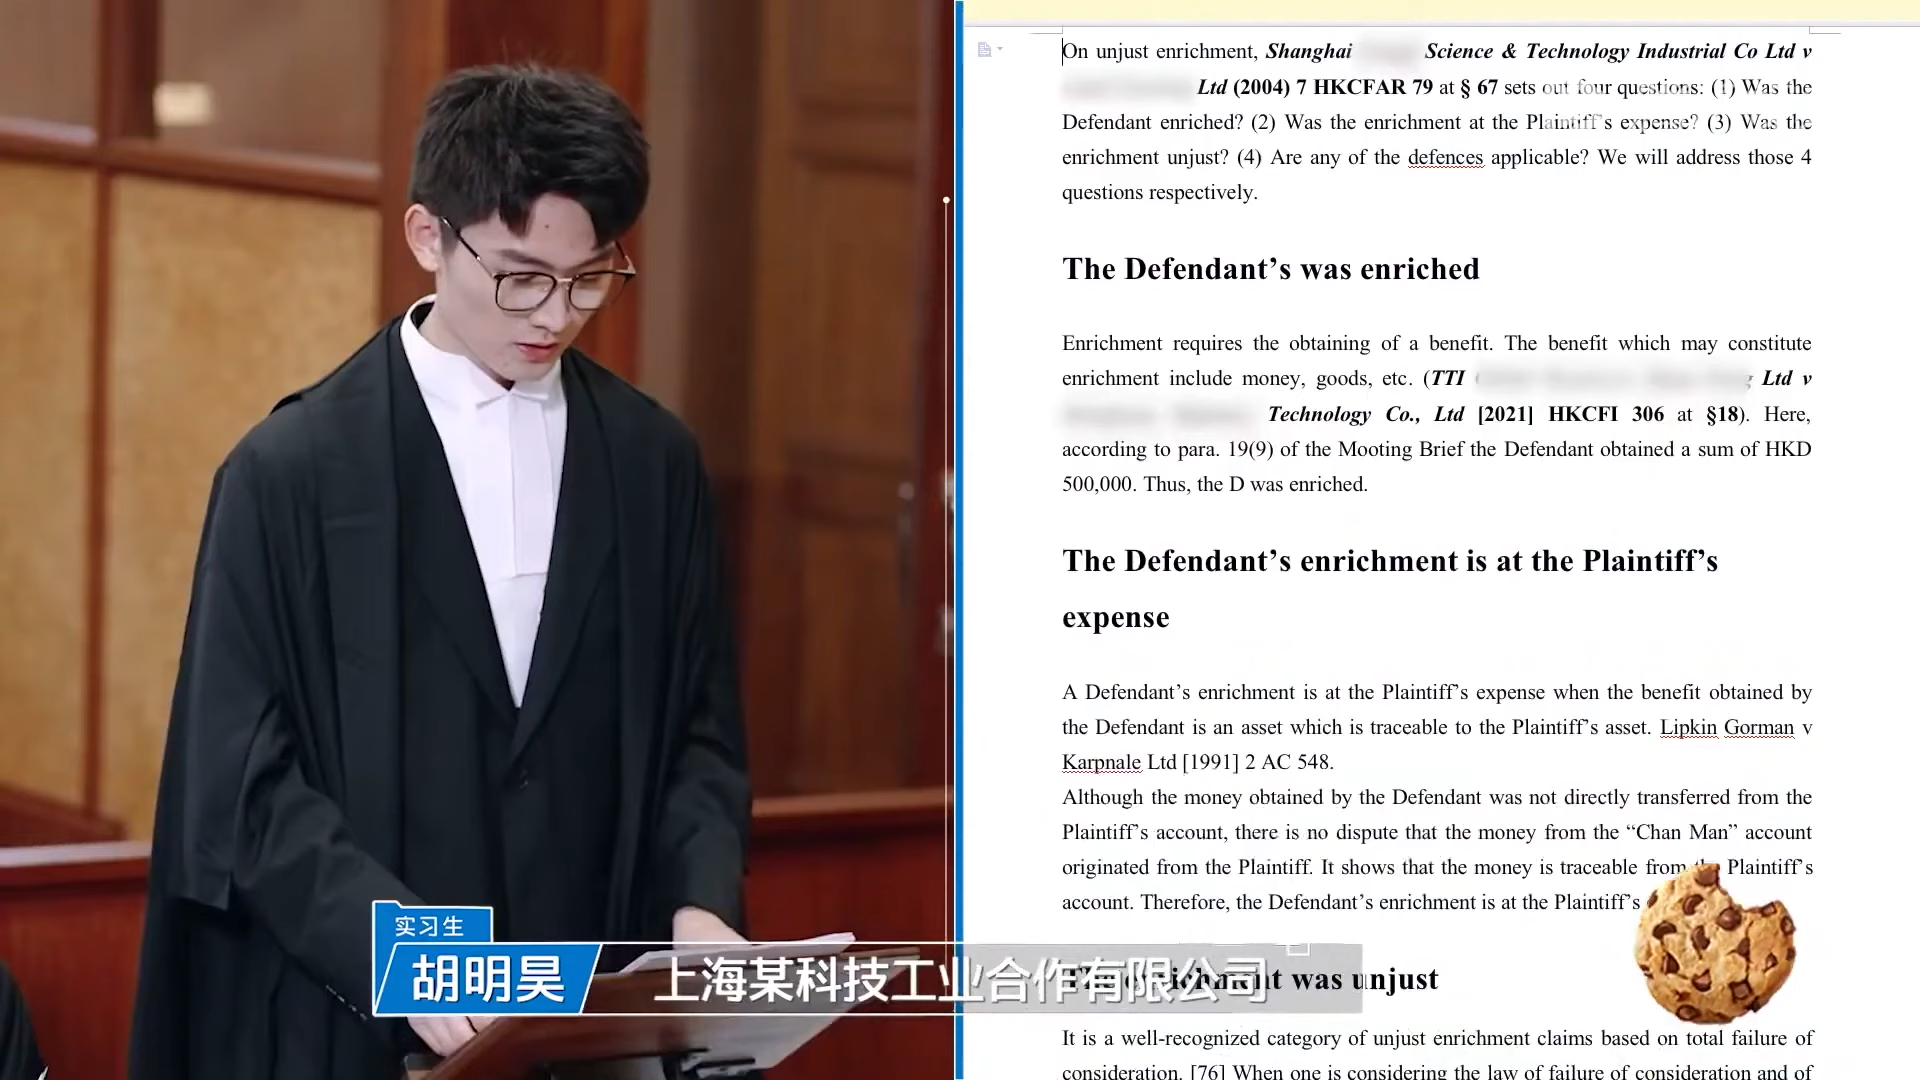 On unjust enrichment, Shanghai Science & Technology Industrial Co Ltd v
Ltd (2004) 7 HKCFAR 79 at § 67 sets out four questions: (1) Was the
Defendant enriched? (2) Was the enrichment at the Plaintiff’s expense? (3) Was the
enrichment unjust? (4) Are any of the defences applicable? We will address those 4
questions respectively.
The Defendant’s was enriched
Enrichment requires the obtaining of a benefit. The benefit which may constitute
enrichment include money, goods, etc. (TTI Ltd v
Technology Co., Ltd [2021] HKCFI 306 at §18). Here,
according to para. 19(9) of the Mooting Brief the Defendant obtained a sum of HKD
500,000. Thus, the D was enriched.
The Defendant’s enrichment is at the Plaintiff’s
expense
A Defendant’s enrichment is at the Plaintiff’s expense when the benefit obtained by
the Defendant is an asset which is traceable to the Plaintiff’s asset. Lipkin Gorman v
Karpnale Ltd [1991] 2 AC 548.
Although the money obtained by the Defendant was not directly transferred from the
Plaintiff’s account, there is no dispute that the money from the “Chan Man” account
originated from the Plaintiff. It shows that the money is traceable from Plaintiff’s
account. Therefore, the Defendant’s enrichment is at the Plaintiff’s
was unjust
It is a well-recognized category of unjust enrichment claims based on total failure of
consideration. [76] When one is considering the law of failure of consideration and of
实习生
胡明昊
上海某科技工业合作有限公司